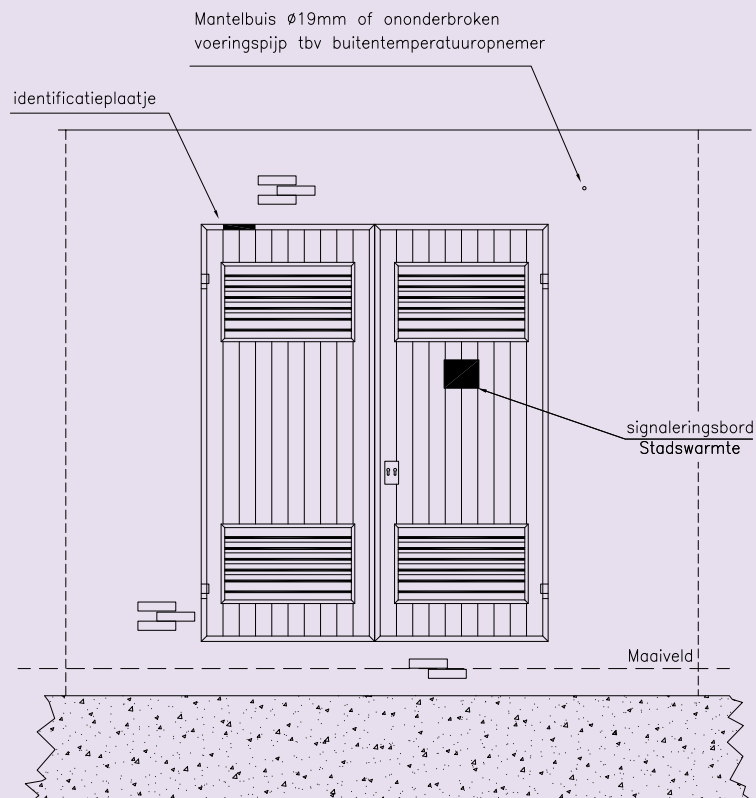 Mantelbuis ø19mm of ononderbroken
voeringspijp tbv buitentemperatuuropnemer
identificatieplaatje
signaleringsbord
Stadswarmte
Maaiveld